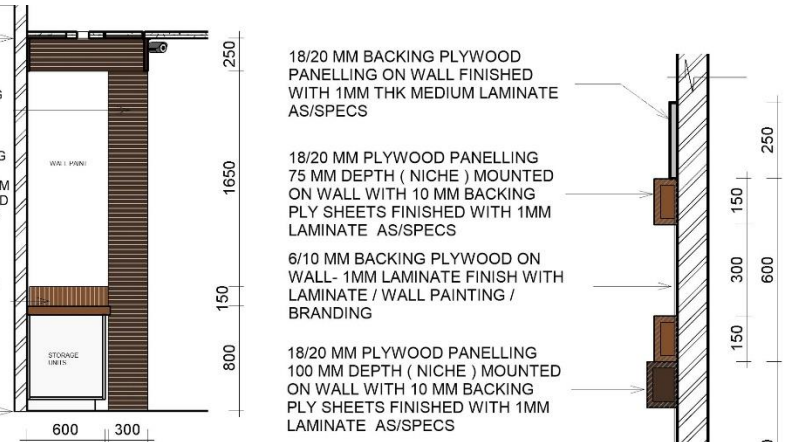 G
G
M
D
WALL PAINT
STORAGE
UNITS
250
1650
150
800
600
300
18/20 MM BACKING PLYWOOD
PANELLING ON WALL FINISHED
WITH 1MM THK MEDIUM LAMINATE
AS/SPECS
18/20 MM PLYWOOD PANELLING
75 MM DEPTH ( NICHE ) MOUNTED
ON WALL WITH 10 MM BACKING
PLY SHEETS FINISHED WITH 1MM
LAMINATE AS/SPECS
6/10 MM BACKING PLYWOOD ON
WALL- 1MM LAMINATE FINISH WITH
LAMINATE / WALL PAINTING /
BRANDING
18/20 MM PLYWOOD PANELLING
100 MM DEPTH ( NICHE ) MOUNTED
ON WALL WITH 10 MM BACKING
PLY SHEETS FINISHED WITH 1MM
LAMINATE AS/SPECS
250
150
300
600
150